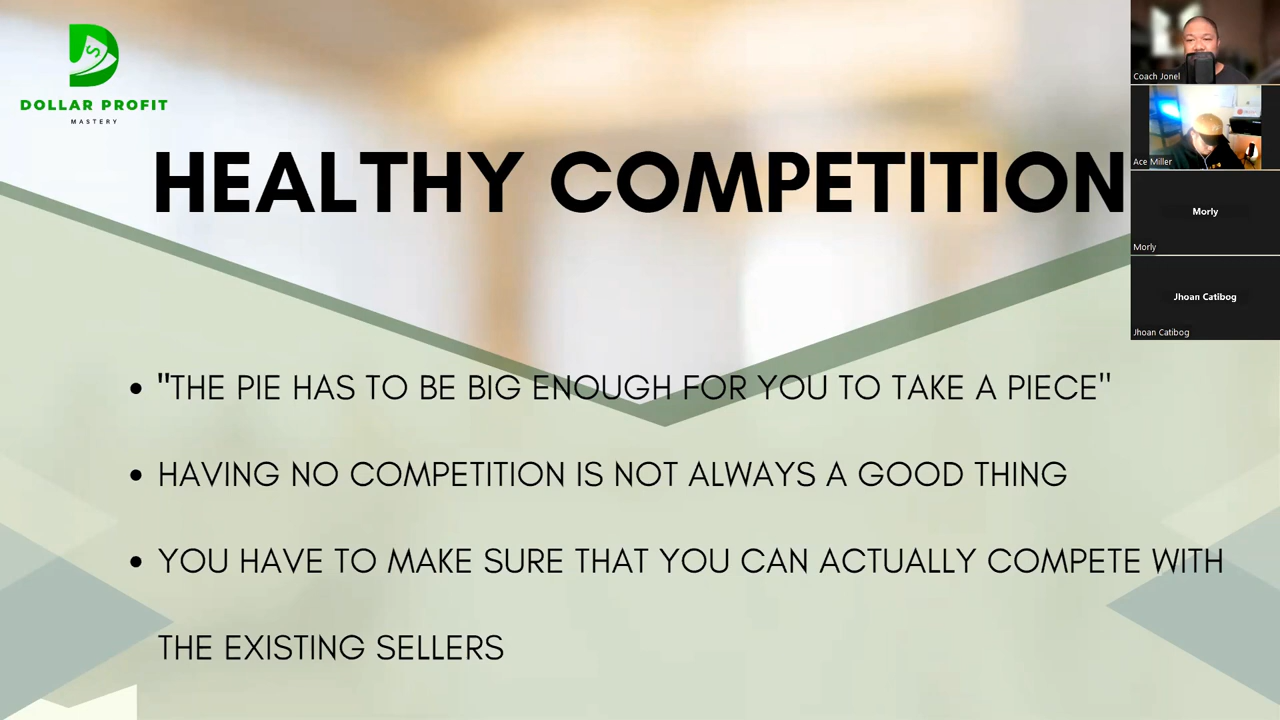 DOLLAR PROFIT
MASTERY
HEALTHY COMPETITION
• "THE PIE HAS TO BE BIG ENOUGH FOR YOU TO TAKE A PIECE"
• HAVING NO COMPETITION IS NOT ALWAYS A GOOD THING
• YOU HAVE TO MAKE SURE THAT YOU CAN ACTUALLY COMPETE WITH
THE EXISTING SELLERS
Coach Jonel
Ace Miller
Morly
Morly
Jhoan Catibog
Jhoan Catibog